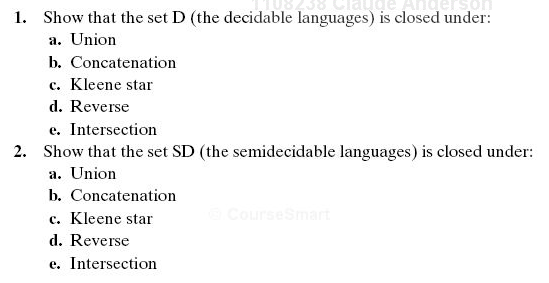 1108238 Claude Anderson
1. Show that the set D (the decidable languages) is closed under:
a. Union
b. Concatenation
c. Kleene star
d. Reverse
e. Intersection
2. Show that the set SD (the semidecidable languages) is closed under:
a. Union
b. Concatenation
c. Kleene star
© CourseSmart
d. Reverse
e. Intersection